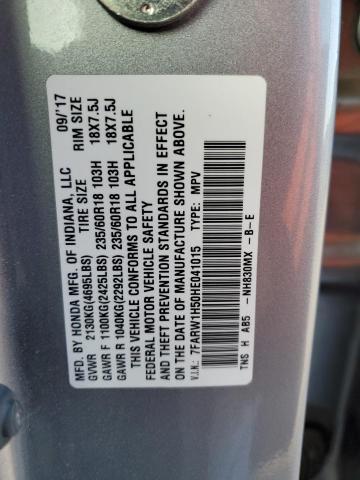 MFD. BY HONDA OF INDIANA, LLC 09/'17
TIRE SIZE RIM SIZE
GVWR 2130KG(4695LBS)
GAWR F 1100KG(2425LBS) 235/60R18 103H 18X7.5J
GAWR R 1040KG(2292LBS) 235/60R18 103H 18X7.5J
THIS VEHICLE CONFORMS TO ALL APPLICABLE
FEDERAL MOTOR VEHICLE SAFETY
AND THEFT PREVENTION STANDARDS IN EFFECT
ON THE DATE OF MANUFACTURE SHOWN ABOVE.
V.I.N.: 7FARW1H50HE041015 TYPE: MPV
TNS H AB5 -NH830MX -B-E